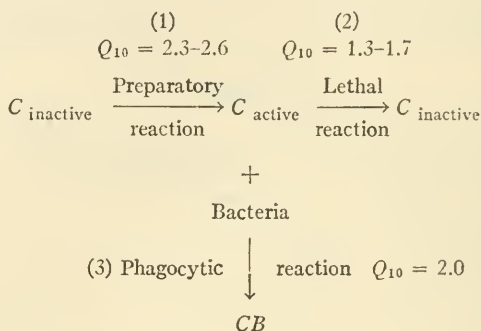 (1) (2)
Q₁₀ = 2.3–2.6 Q₁₀ = 1.3–1.7
Preparatory Lethal
C inactive ⟶ C active ⟶ C inactive
reaction reaction
+
Bacteria
(3) Phagocytic reaction Q₁₀ = 2.0
CB